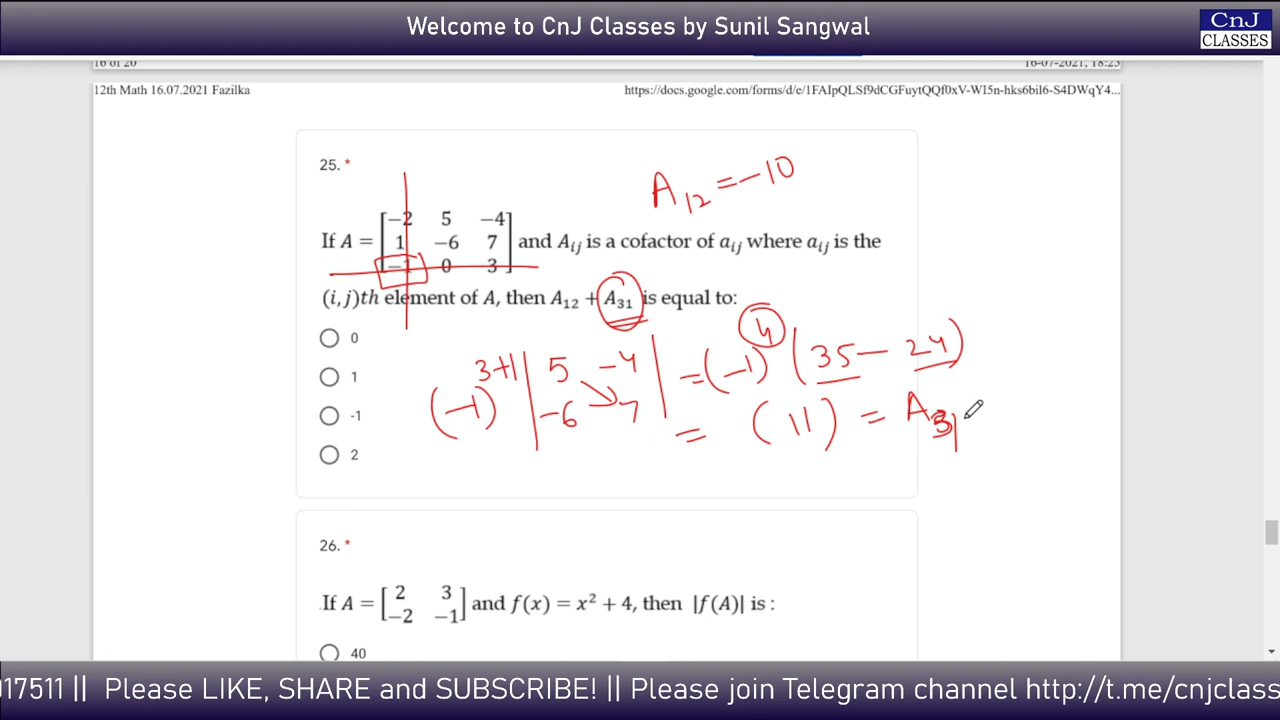 Welcome to CnJ Classes by Sunil Sangwal
CnJ
CLASSES
16 of 20
16-07-2021, 18:25
12th Math 16.07.2021 Fazilka
https://docs.google.com/forms/d/e/1FAIpQLSf9dCGFuytQQf0xV-WI5n-hks6bil6-S4DWqY4...
25. *
A₁₂ = -10
If A = [−2 5 −4; 1 −6 7; −1 0 3] and Aᵢⱼ is a cofactor of aᵢⱼ where aᵢⱼ is the
(i, j)th element of A, then A₁₂ + A₃₁ is equal to:
0
1
-1
2
(-1)³⁺¹ |5 -4; -6 7| = (-1)⁴ (35 - 24)
= (11) = A₃₁
26. *
If A = [2 3; −2 −1] and f(x) = x² + 4, then |f(A)| is :
40
017511 || Please LIKE, SHARE and SUBSCRIBE! || Please join Telegram channel http://t.me/cnjclass